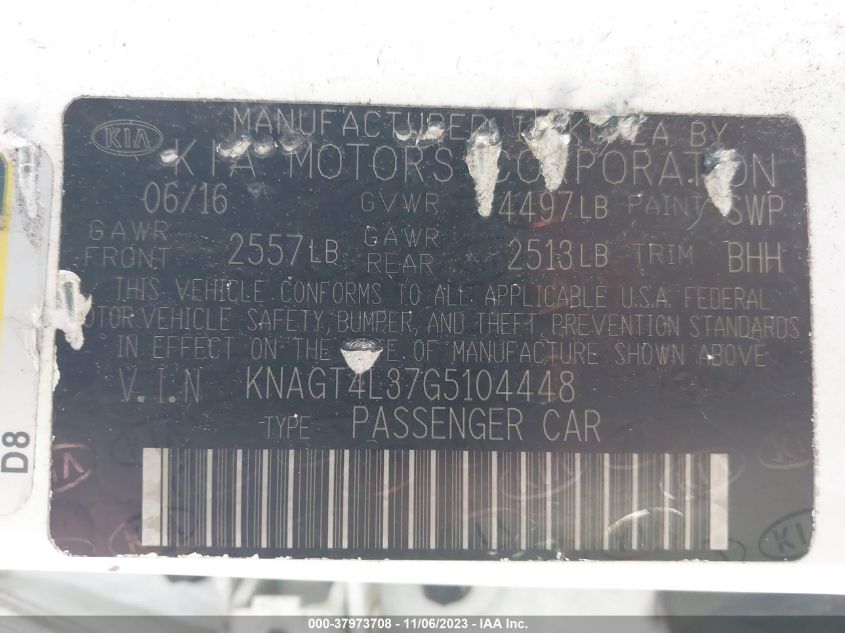 KIA
MANUFACTURED KOREA BY
KIA MOTORS CORPORATION
06/16 GVWR 4497LB PAINT SWP
GAWR FRONT 2557LB GAWR REAR 2513LB TRIM BHH
THIS VEHICLE CONFORMS TO ALL APPLICABLE U.S.A. FEDERAL
MOTOR VEHICLE SAFETY, BUMPER, AND THEFT PREVENTION STANDARDS
IN EFFECT ON THE OF MANUFACTURE SHOWN ABOVE
V.I.N KNAGT4L37G5104448
TYPE PASSENGER CAR
D8
000-37973708 - 11/06/2023 - IAA Inc.